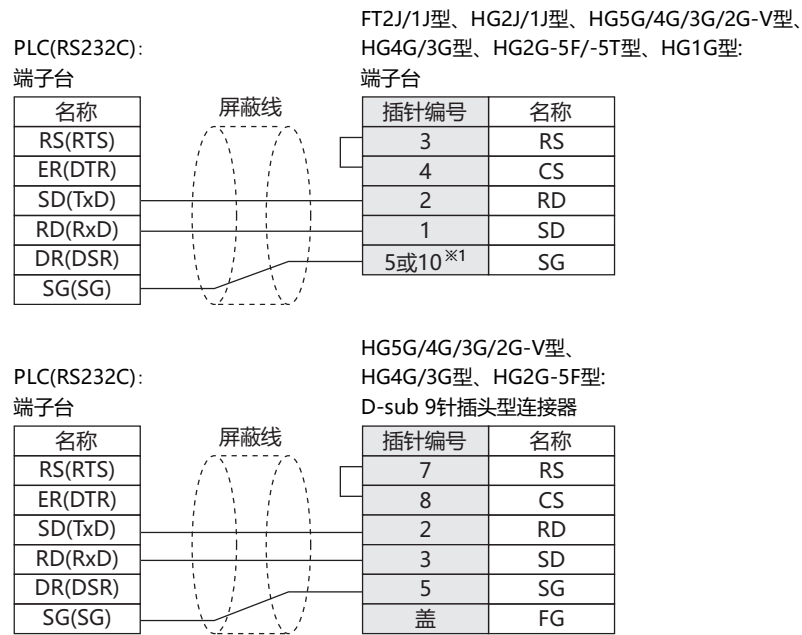 FT2J/1J型、HG2J/1J型、HG5G/4G/3G/2G-V型、
PLC(RS232C)： HG4G/3G型、HG2G-5F/-5T型、HG1G型:
端子台 端子台
名称 屏蔽线 插针编号 名称
RS(RTS) 3 RS
ER(DTR) 4 CS
SD(TxD) 2 RD
RD(RxD) 1 SD
DR(DSR) 5或10※1 SG
SG(SG)
HG5G/4G/3G/2G-V型、
PLC(RS232C)： HG4G/3G型、HG2G-5F型:
端子台 D-sub 9针插头型连接器
名称 屏蔽线 插针编号 名称
RS(RTS) 7 RS
ER(DTR) 8 CS
SD(TxD) 2 RD
RD(RxD) 3 SD
DR(DSR) 5 SG
SG(SG) 盖 FG